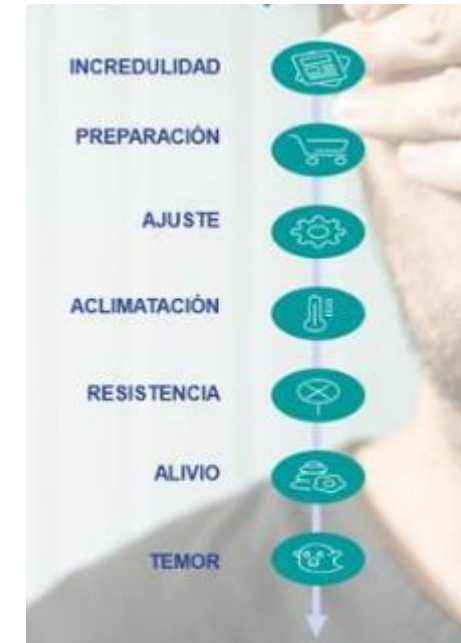 INCREDULIDAD
PREPARACIÓN
AJUSTE
ACLIMATACIÓN
RESISTENCIA
ALIVIO
TEMOR